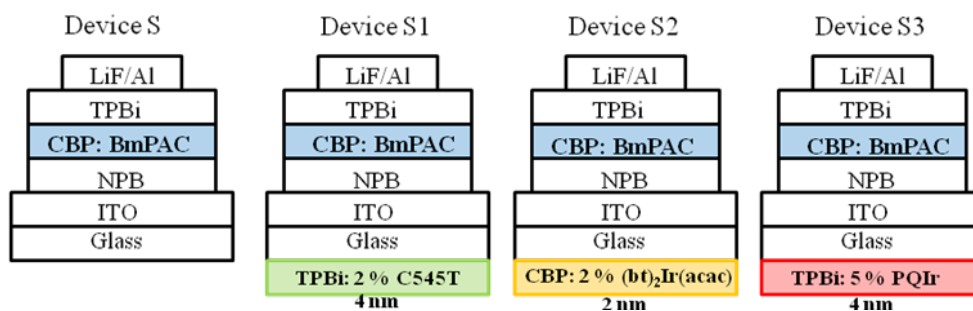 Device S
LiF/Al
TPBi
CBP: BmPAC
NPB
ITO
Glass
Device S1
LiF/Al
TPBi
CBP: BmPAC
NPB
ITO
Glass
TPBi: 2 % C545T
4 nm
Device S2
LiF/Al
TPBi
CBP: BmPAC
NPB
ITO
Glass
CBP: 2 % (bt)₂Ir(acac)
2 nm
Device S3
LiF/Al
TPBi
CBP: BmPAC
NPB
ITO
Glass
TPBi: 5 % PQIr
4 nm